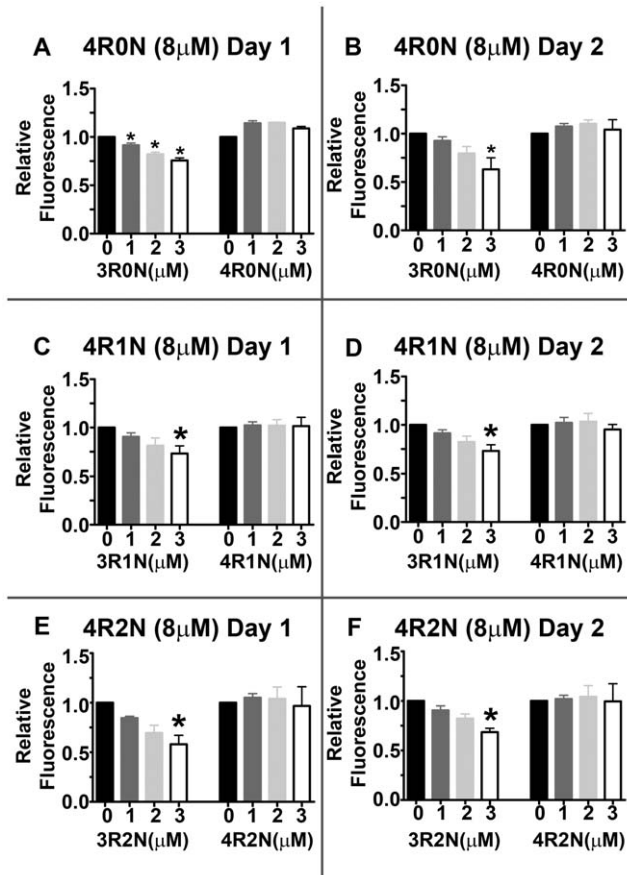 A 4R0N (8μM) Day 1
Relative Fluorescence
1.5
1.0
0.5
0.0
* * *
0 1 2 3 0 1 2 3
3R0N(μM) 4R0N(μM)
B 4R0N (8μM) Day 2
Relative Fluorescence
1.5
1.0
0.5
0.0
*
0 1 2 3 0 1 2 3
3R0N(μM) 4R0N(μM)
C 4R1N (8μM) Day 1
Relative Fluorescence
1.5
1.0
0.5
0.0
*
0 1 2 3 0 1 2 3
3R1N(μM) 4R1N(μM)
D 4R1N (8μM) Day 2
Relative Fluorescence
1.5
1.0
0.5
0.0
*
0 1 2 3 0 1 2 3
3R1N(μM) 4R1N(μM)
E 4R2N (8μM) Day 1
Relative Fluorescence
1.5
1.0
0.5
0.0
*
0 1 2 3 0 1 2 3
3R2N(μM) 4R2N(μM)
F 4R2N (8μM) Day 2
Relative Fluorescence
1.5
1.0
0.5
0.0
*
0 1 2 3 0 1 2 3
3R2N(μM) 4R2N(μM)